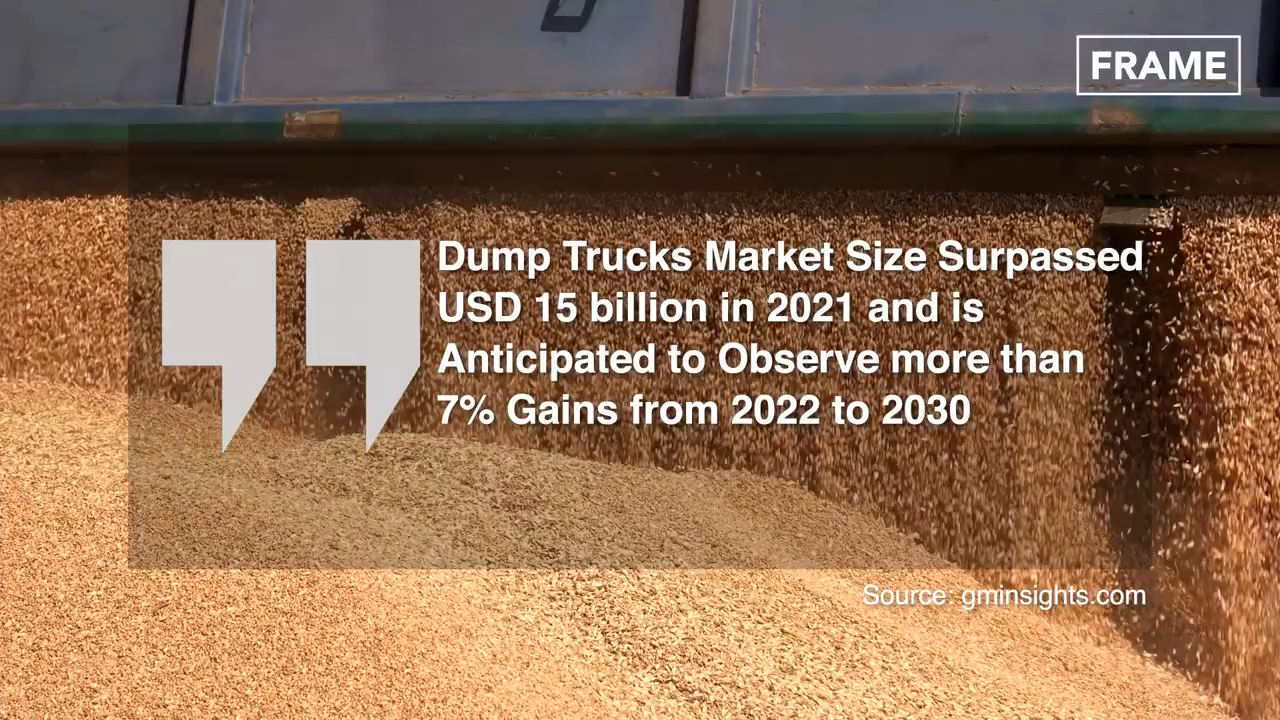 FRAME
Dump Trucks Market Size Surpassed
USD 15 billion in 2021 and is
Anticipated to Observe more than
7% Gains from 2022 to 2030
Source: gminsights.com